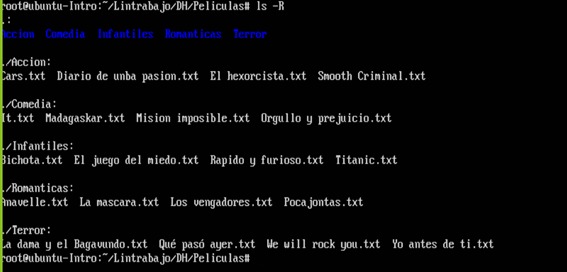 root@ubuntu-Intro:~/Lintrabajo/DH/Peliculas# ls -R
.:
Accion  Comedia  Infantiles  Romanticas  Terror
./Accion:
Cars.txt  Diario de unba pasion.txt  El hexorcista.txt  Smooth Criminal.txt
./Comedia:
It.txt  Madagaskar.txt  Mision imposible.txt  Orgullo y prejuicio.txt
./Infantiles:
Bichota.txt  El juego del miedo.txt  Rapido y furioso.txt  Titanic.txt
./Romanticas:
Anavelle.txt  La mascara.txt  Los vengadores.txt  Pocajontas.txt
./Terror:
La dama y el Bagavundo.txt  Qué pasó ayer.txt  We will rock you.txt  Yo antes de ti.txt
root@ubuntu-Intro:~/Lintrabajo/DH/Peliculas#